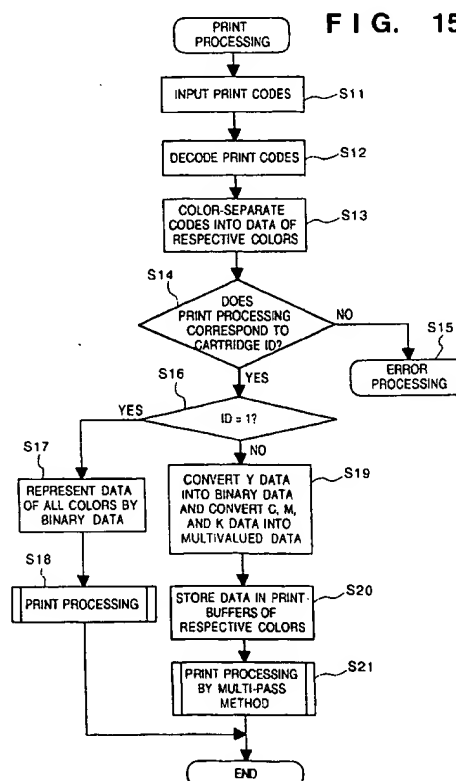 FIG. 15
PRINT
PROCESSING
INPUT PRINT CODES
S11
DECODE PRINT CODES
S12
COLOR-SEPARATE
CODES INTO DATA OF
RESPECTIVE COLORS
S13
S14
DOES
PRINT PROCESSING
CORRESPOND TO
CARTRIDGE ID?
NO
S15
ERROR
PROCESSING
YES
S16
ID = 1?
YES
NO
S17
REPRESENT DATA
OF ALL COLORS BY
BINARY DATA
S18
PRINT PROCESSING
S19
CONVERT Y DATA
INTO BINARY DATA
AND CONVERT C, M,
AND K DATA INTO
MULTIVALUED DATA
S20
STORE DATA IN PRINT
BUFFERS OF
RESPECTIVE COLORS
S21
PRINT PROCESSING
BY MULTI-PASS
METHOD
END